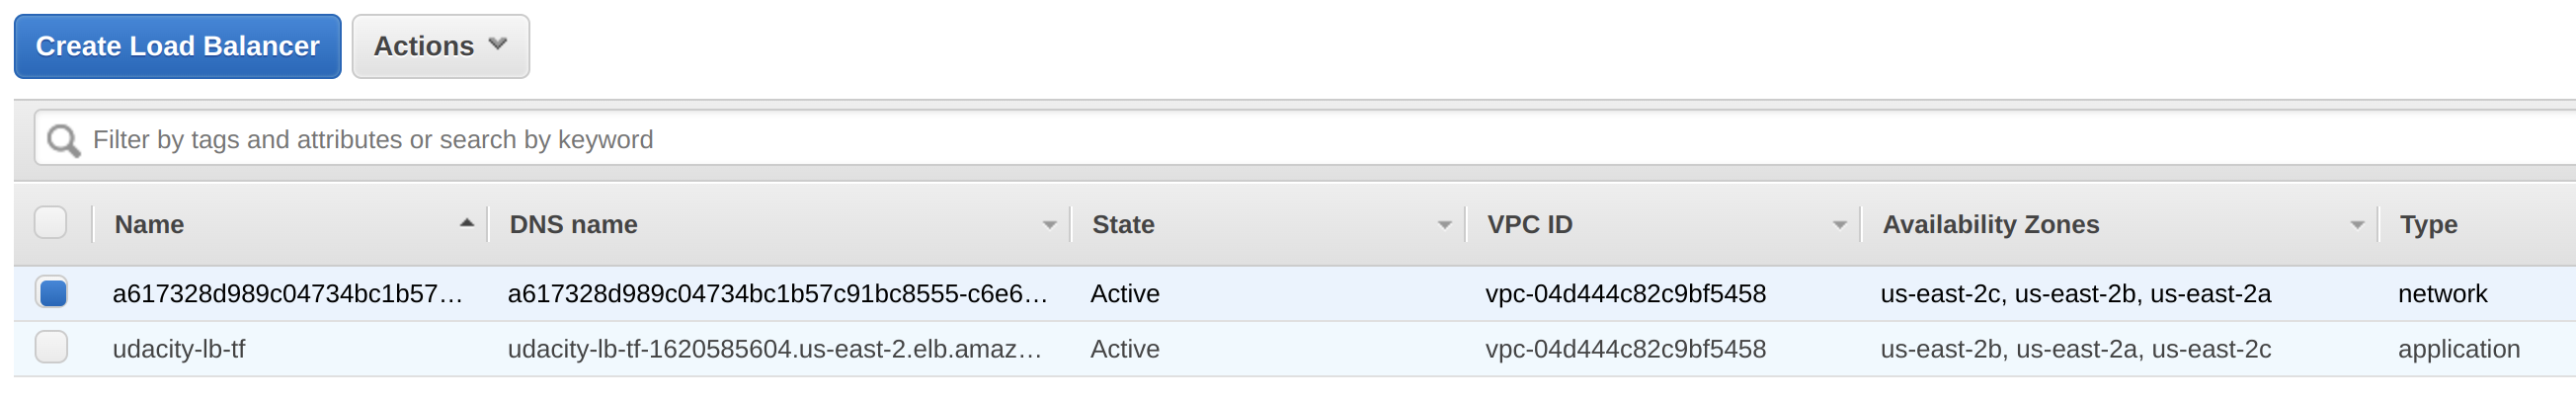 Create Load Balancer Actions
Filter by tags and attributes or search by keyword
Name DNS name State VPC ID Availability Zones Type
a617328d989c04734bc1b57... a617328d989c04734bc1b57c91bc8555-c6e6... Active vpc-04d444c82c9bf5458 us-east-2c, us-east-2b, us-east-2a network
udacity-lb-tf udacity-lb-tf-1620585604.us-east-2.elb.amaz... Active vpc-04d444c82c9bf5458 us-east-2b, us-east-2a, us-east-2c application